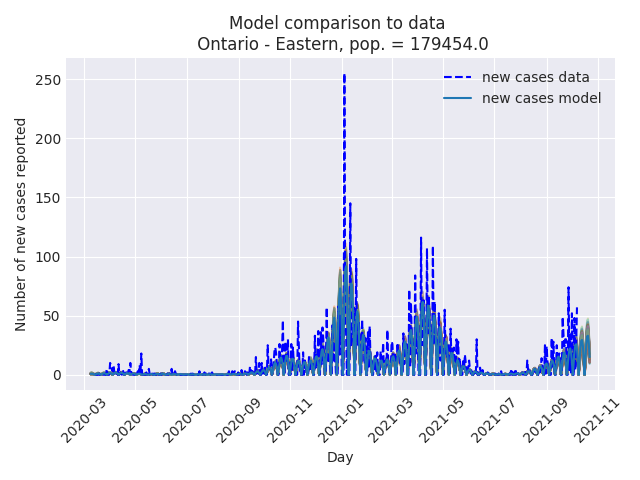 Model comparison to data
Ontario - Eastern, pop. = 179454.0
new cases data
new cases model
Number of new cases reported
250
200
150
100
50
0
2020-03
2020-05
2020-07
2020-09
2020-11
2021-01
2021-03
2021-05
2021-07
2021-09
2021-11
Day